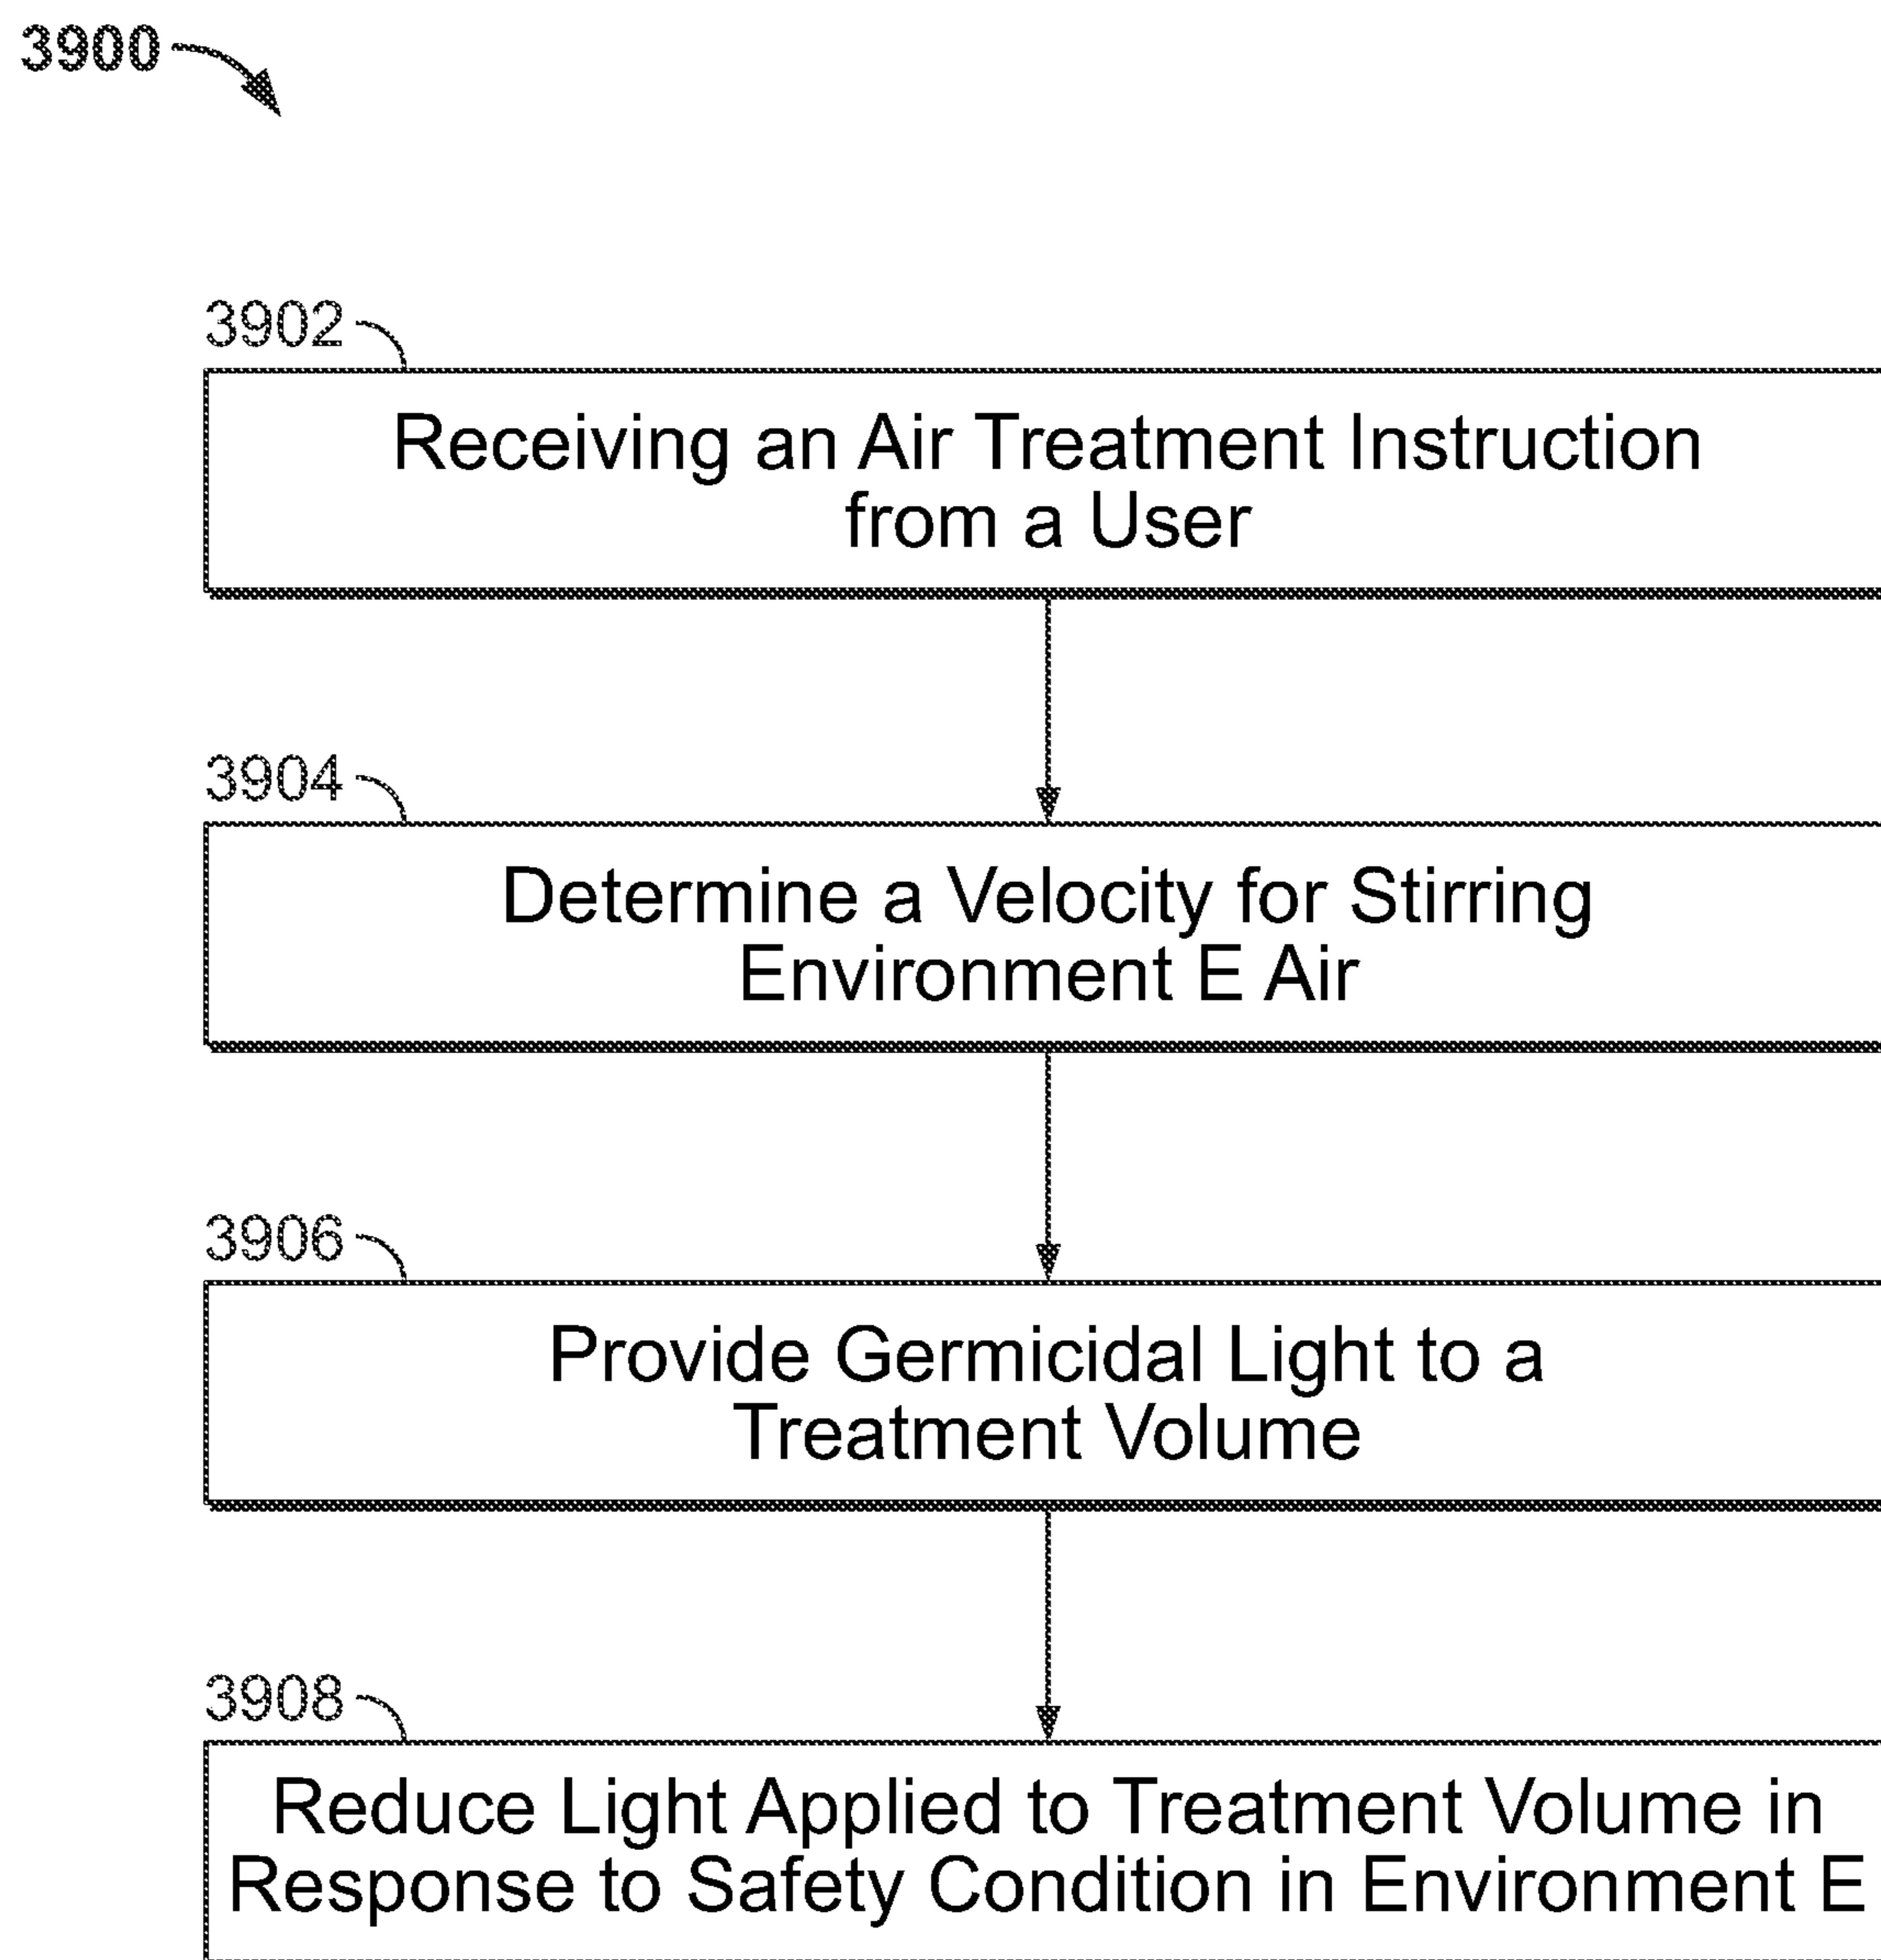 3900
3902
Receiving an Air Treatment Instruction
from a User
3904
Determine a Velocity for Stirring
Environment E Air
3906
Provide Germicidal Light to a
Treatment Volume
3908
Reduce Light Applied to Treatment Volume in
Response to Safety Condition in Environment E